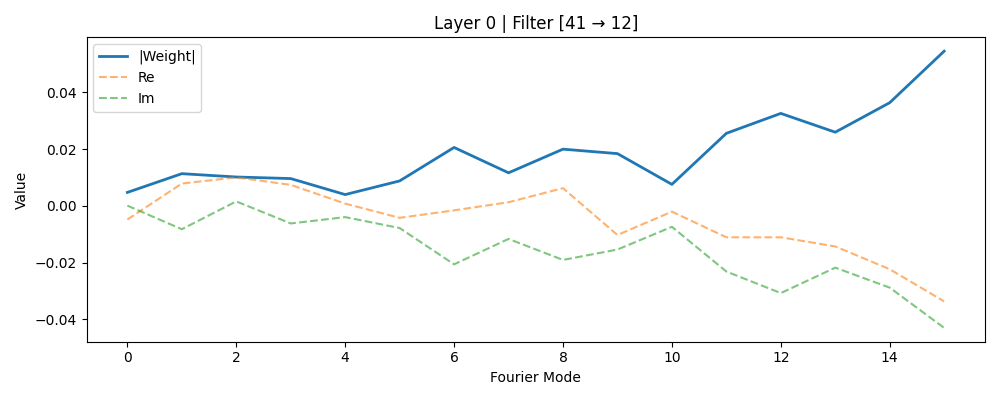 Layer 0 | Filter [41 → 12]
|Weight|
Re
Im
0.04
0.02
0.00
−0.02
−0.04
Value
0 2 4 6 8 10 12 14
Fourier Mode